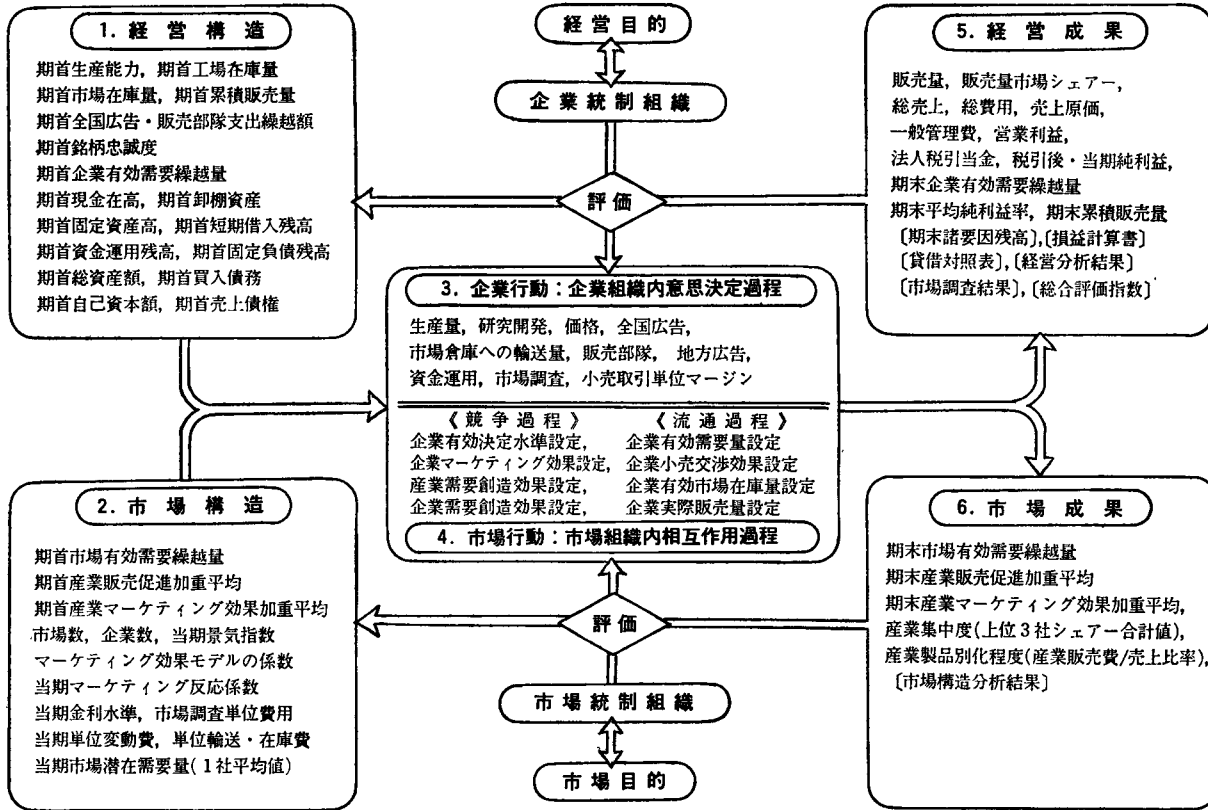 1. 経営構造
期首生産能力，期首工場在庫量
期首市場在庫量，期首累積販売量
期首全国広告・販売部隊支出繰越額
期首銘柄忠誠度
期首企業有効需要繰越量
期首現金在高，期首卸棚資産
期首固定資産高，期首短期借入残高
期首資金運用残高，期首固定負債残高
期首総資産額，期首買入債務
期首自己資本額，期首売上債権
経営目的
企業統制組織
評価
5. 経営成果
販売量，販売量市場シェアー，
総売上，総費用，売上原価，
一般管理費，営業利益，
法人税引当金，税引後・当期純利益，
期末企業有効需要繰越量
期末平均純利益率，期末累積販売量
〔期末諸要因残高〕，〔損益計算書〕
〔貸借対照表〕，〔経営分析結果〕
〔市場調査結果〕，〔総合評価指数〕
3. 企業行動：企業組織内意思決定過程
生産量，研究開発，価格，全国広告，
市場倉庫への輸送量，販売部隊，地方広告，
資金運用，市場調査，小売取引単位マージン
《競争過程》
企業有効決定水準設定，
企業マーケティング効果設定，
産業需要創造効果設定，
企業需要創造効果設定，
《流通過程》
企業有効需要量設定
企業小売交渉効果設定
企業有効市場在庫量設定
企業実際販売量設定
4. 市場行動：市場組織内相互作用過程
2. 市場構造
期首市場有効需要繰越量
期首産業販売促進加重平均
期首産業マーケティング効果加重平均
市場数，企業数，当期景気指数
マーケティング効果モデルの係数
当期マーケティング反応係数
当期金利水準，市場調査単位費用
当期単位変動費，単位輸送・在庫費
当期市場潜在需要量(1社平均値)
評価
市場統制組織
市場目的
6. 市場成果
期末市場有効需要繰越量
期末産業販売促進加重平均
期末産業マーケティング効果加重平均，
産業集中度(上位3社シェアー合計値)，
産業製品別化程度(産業販売費/売上比率)，
〔市場構造分析結果〕